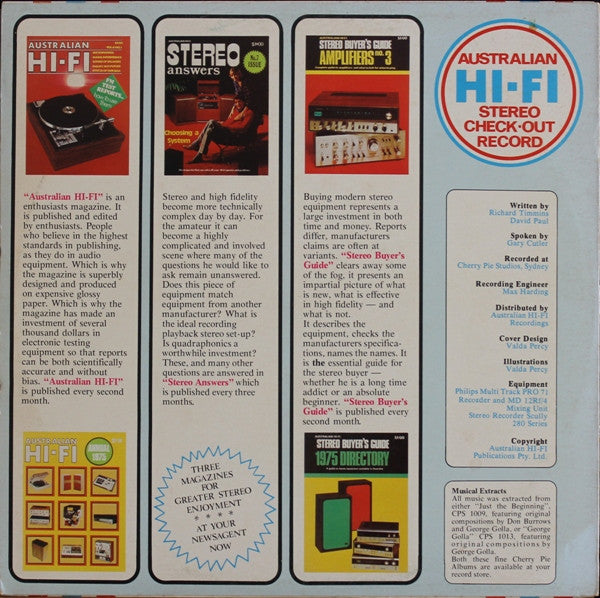 AUSTRALIAN
HI-FI
"Australian HI-FI" is an
enthusiasts magazine. It
is published and edited
by enthusiasts. People
who believe in the highest
standards in publishing,
as they do in audio
equipment. Which is why
the magazine is superbly
designed and produced
on expensive glossy
paper. Which is why the
magazine has made an
investment of several
thousand dollars in
electronic testing
equipment so that reports
can be both scientifically
accurate and without
bias. "Australian HI-FI"
is published every second
month.
AUSTRALIAN
HI-FI
ANNUAL
1975
STEREO
answers
No.7
ISSUE
Choosing a
System
Stereo and high fidelity
become more technically
complex day by day. For
the amateur it can
become a highly
complicated and involved
scene where many of the
questions he would like to
ask remain unanswered.
Does this piece of
equipment match
equipment from another
manufacturer? What is
the ideal recording
playback stereo set-up?
Is quadraphonics a
worthwhile investment?
These, and many other
questions are answered in
"Stereo Answers" which
is published every three
months.
THREE
MAGAZINES
FOR
GREATER STEREO
ENJOYMENT
* * * *
AT YOUR
NEWSAGENT
NOW
STEREO BUYER'S GUIDE
AMPLIFIERS no. 3
Buying modern stereo
equipment represents a
large investment in both
time and money. Reports
differ, manufacturers
claims are often at
variants. "Stereo Buyer's
Guide" clears away some
of the fog, it presents an
impartial picture of what
is new, what is effective
in high fidelity — and
what is not.
It describes the
equipment, checks the
manufacturers specifica-
tions, names the names. It
is the essential guide for
the stereo buyer —
whether he is a long time
addict or an absolute
beginner. "Stereo Buyer's
Guide" is published every
second month.
STEREO BUYER'S GUIDE
1975 DIRECTORY
AUSTRALIAN
HI-FI
STEREO
CHECK·OUT
RECORD
Written by
Richard Timmins
David Paul
Spoken by
Gary Cutler
Recorded at
Cherry Pie Studios, Sydney
Recording Engineer
Max Harding
Distributed by
Australian HI-FI
Recordings
Cover Design
Valda Percy
Illustrations
Valda Percy
Equipment
Philips Multi Track PRO 71
Recorder and MD 12RI/4
Mixing Unit
Stereo Recorder Scully
280 Series
Copyright
Australian HI-FI
Publications Pty. Ltd.
Musical Extracts
All music was extracted from
either "Just the Beginning",
CPS 1009, featuring original
compositions by Don Burrows
and George Golla, or "George
Golla" CPS 1013, featuring
original compositions by
George Golla.
Both these fine Cherry Pie
Albums are available at your
record store.